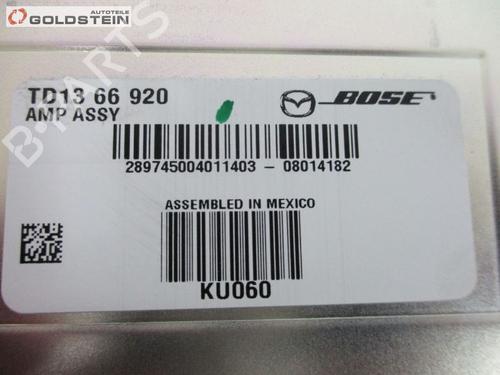 Autoteile
GOLDSTEIN
B-PARTS
TD13 66 920
AMP ASSY
BOSE
289745004011403 - 08014182
ASSEMBLED IN MEXICO
KU060